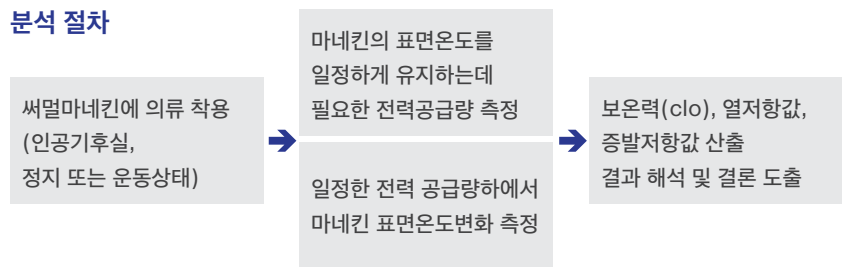 분석 절차
써멀마네킨에 의류 착용
(인공기후실,
정지 또는 운동상태)
마네킨의 표면온도를
일정하게 유지하는데
필요한 전력공급량 측정
일정한 전력 공급량하에서
마네킨 표면온도변화 측정
보온력(clo), 열저항값,
증발저항값 산출
결과 해석 및 결론 도출